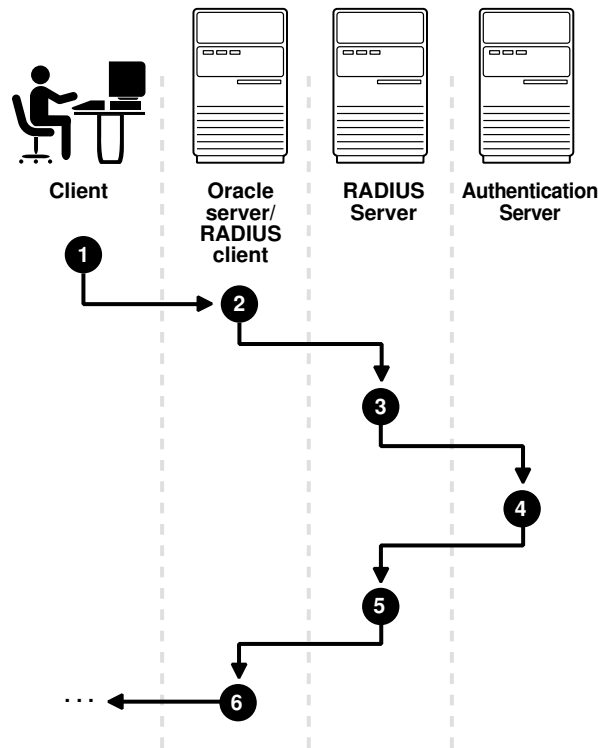 Client
Oracle
server/
RADIUS
client
RADIUS
Server
Authentication
Server
1
2
3
4
5
6
...